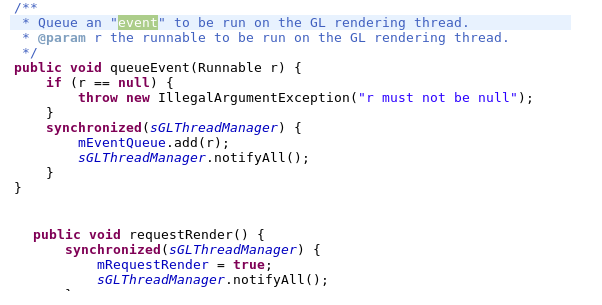 /**
 * Queue an "event" to be run on the GL rendering thread.
 * @param r the runnable to be run on the GL rendering thread.
 */
public void queueEvent(Runnable r) {
    if (r == null) {
        throw new IllegalArgumentException("r must not be null");
    }
    synchronized(sGLThreadManager) {
        mEventQueue.add(r);
        sGLThreadManager.notifyAll();
    }
}
public void requestRender() {
    synchronized(sGLThreadManager) {
        mRequestRender = true;
        sGLThreadManager.notifyAll();